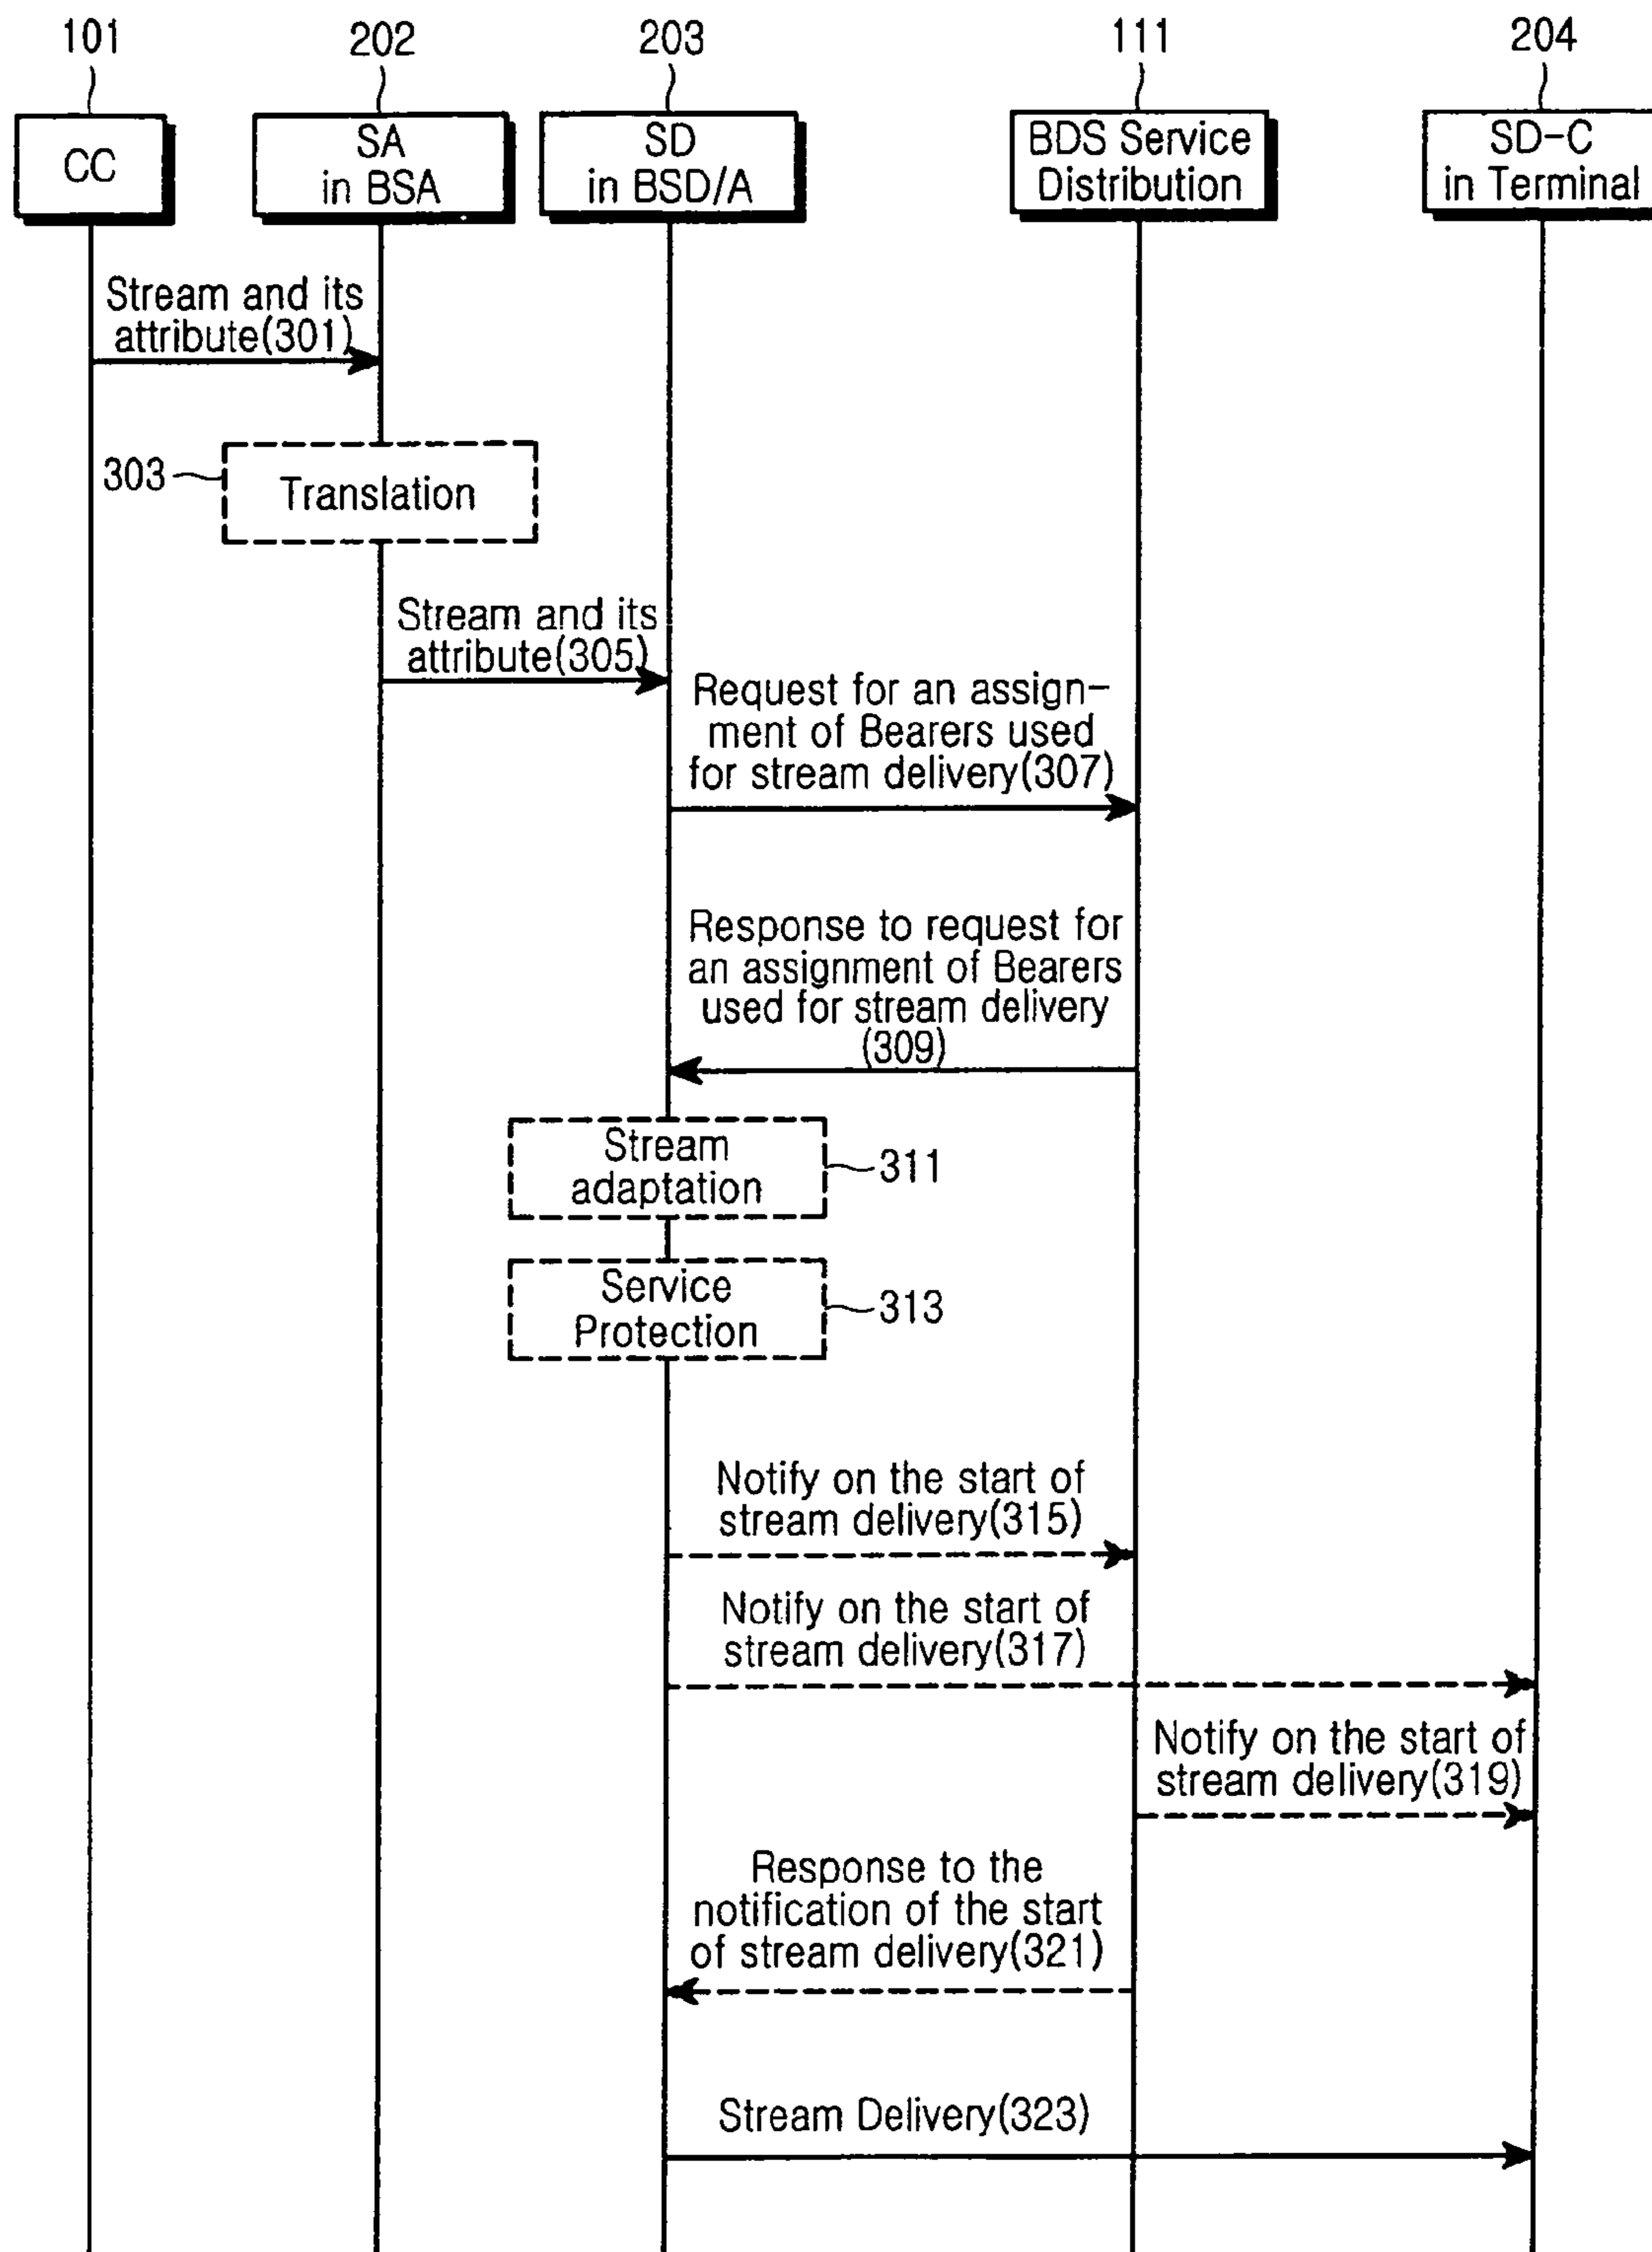 101
202
203
111
204
CC
SA
in BSA
SD
in BSD/A
BDS Service
Distribution
SD-C
in Terminal
Stream and its
attribute(301)
303
Translation
Stream and its
attribute(305)
Request for an assign-
ment of Bearers used
for stream delivery(307)
Response to request for
an assignment of Bearers
used for stream delivery
(309)
Stream
adaptation
311
Service
Protection
313
Notify on the start of
stream delivery(315)
Notify on the start of
stream delivery(317)
Notify on the start of
stream delivery(319)
Response to the
notification of the start
of stream delivery(321)
Stream Delivery(323)